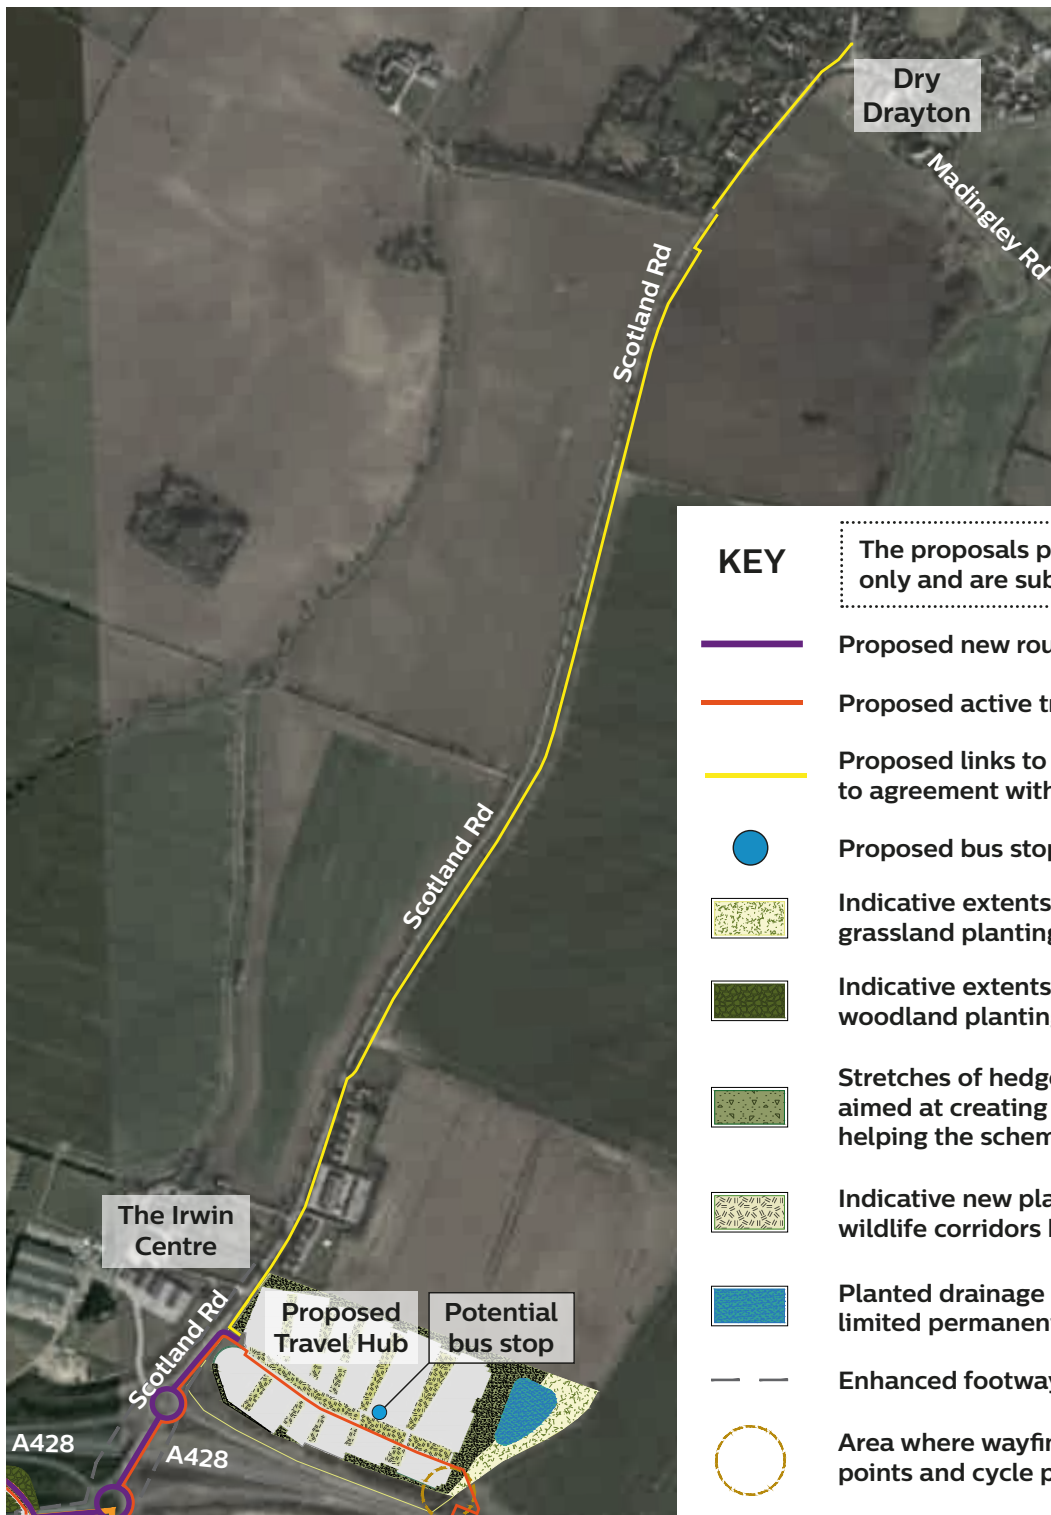 Dry
Drayton
Madingley Rd
Scotland Rd
Scotland Rd
The Irwin
Centre
Proposed
Travel Hub
Potential
bus stop
Scotland Rd
A428
A428
KEY
The proposals p
only and are sub
Proposed new rou
Proposed active tr
Proposed links to
to agreement with
Proposed bus stop
Indicative extents
grassland planting
Indicative extents
woodland plantin
Stretches of hedge
aimed at creating
helping the schem
Indicative new pla
wildlife corridors
Planted drainage
limited permanen
Enhanced footway
Area where wayfin
points and cycle p